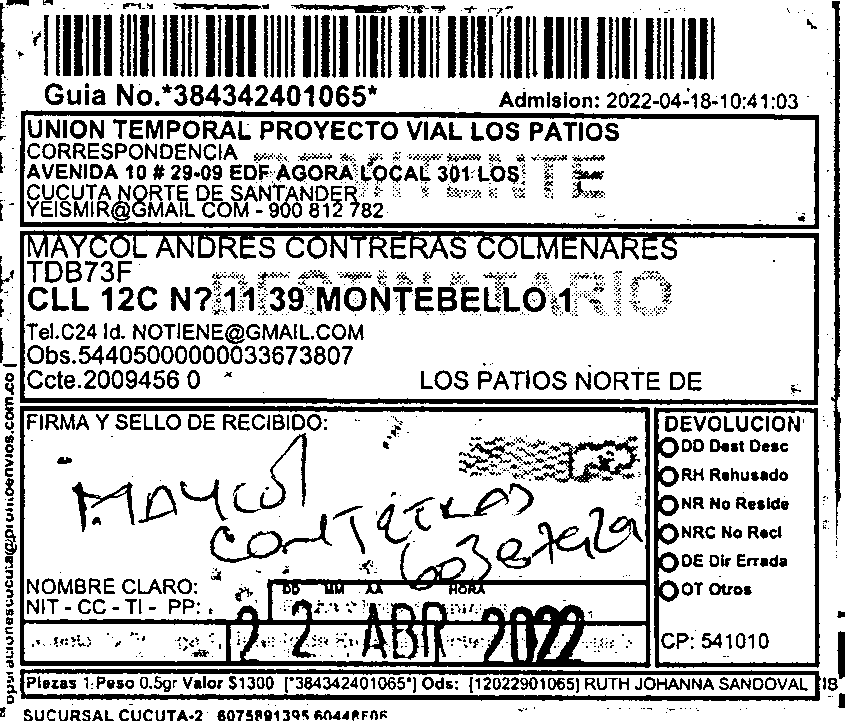 Guia No.*384342401065*
Admision: 2022-04-18-10:41:03
UNION TEMPORAL PROYECTO VIAL LOS PATIOS
CORRESPONDENCIA
REMITENTE
AVENIDA 10 # 29-09 EDF AGORA LOCAL 301 LOS
CUCUTA NORTE DE SANTANDER
YEISMIR@GMAIL COM - 900 812 782
MAYCOL ANDRES CONTRERAS COLMENARES
TDB73F
DESTINATARIO
CLL 12C N? 11 39 MONTEBELLO 1
Tel.C24 Id. NOTIENE@GMAIL.COM
Obs.54405000000033673807
Ccte.2009456 0
LOS PATIOS NORTE DE
FIRMA Y SELLO DE RECIBIDO:
MAYCOl
CONTRERAS
DEVOLUCION
DD Dest Desc
RH Rehusado
NR No Reside
NRC No Recl
DE Dir Errada
OT Otros
CP: 541010
NOMBRE CLARO:
NIT - CC - TI - PP:
DD MM AA HORA
22 ABR 2022
Piezas 1 Peso 0.5gr Valor $1300 [*384342401065*] Ods: [12022901065] RUTH JOHANNA SANDOVAL
SUCURSAL CUCUTA-2